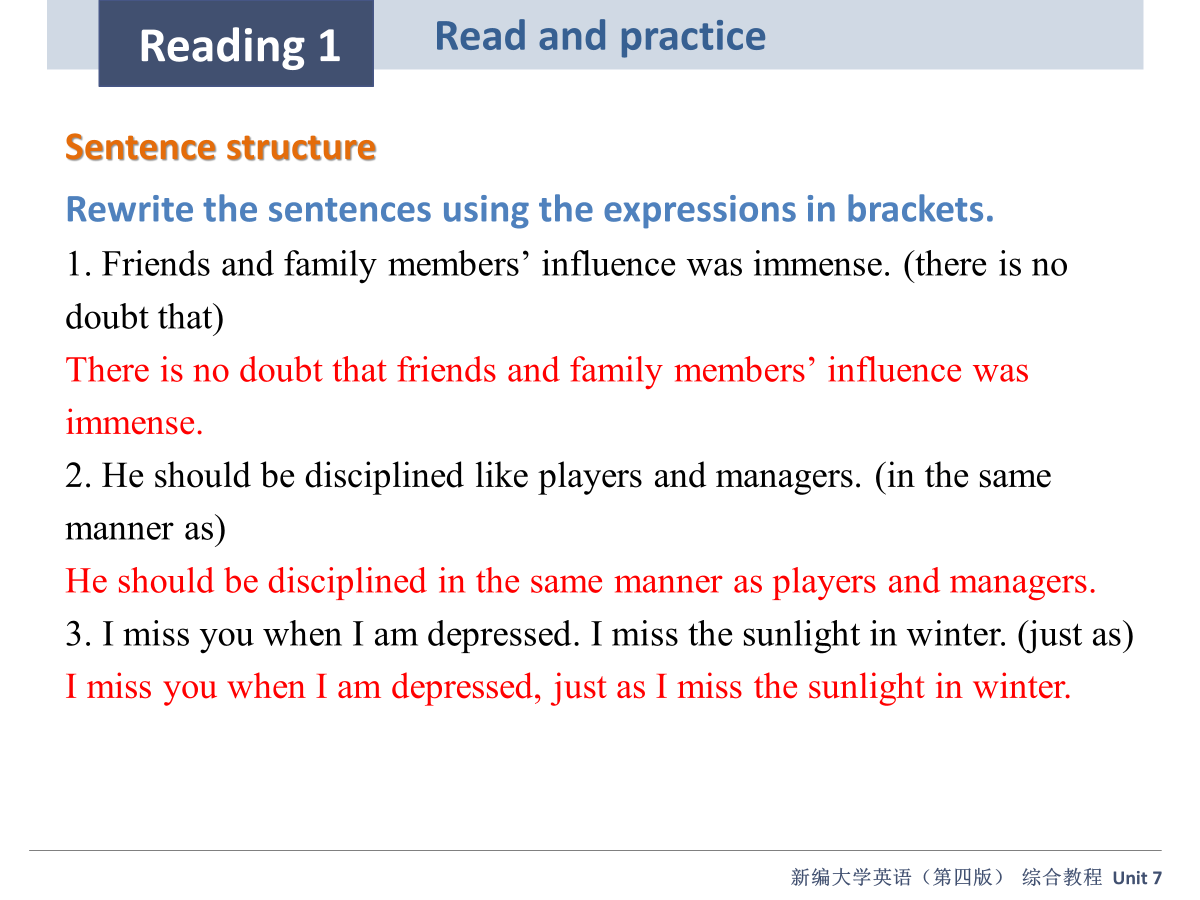 Reading 1
Read and practice
Sentence structure
Rewrite the sentences using the expressions in brackets.
1. Friends and family members’ influence was immense. (there is no
doubt that)
There is no doubt that friends and family members’ influence was
immense.
2. He should be disciplined like players and managers. (in the same
manner as)
He should be disciplined in the same manner as players and managers.
3. I miss you when I am depressed. I miss the sunlight in winter. (just as)
I miss you when I am depressed, just as I miss the sunlight in winter.
新编大学英语（第四版） 综合教程 Unit 7